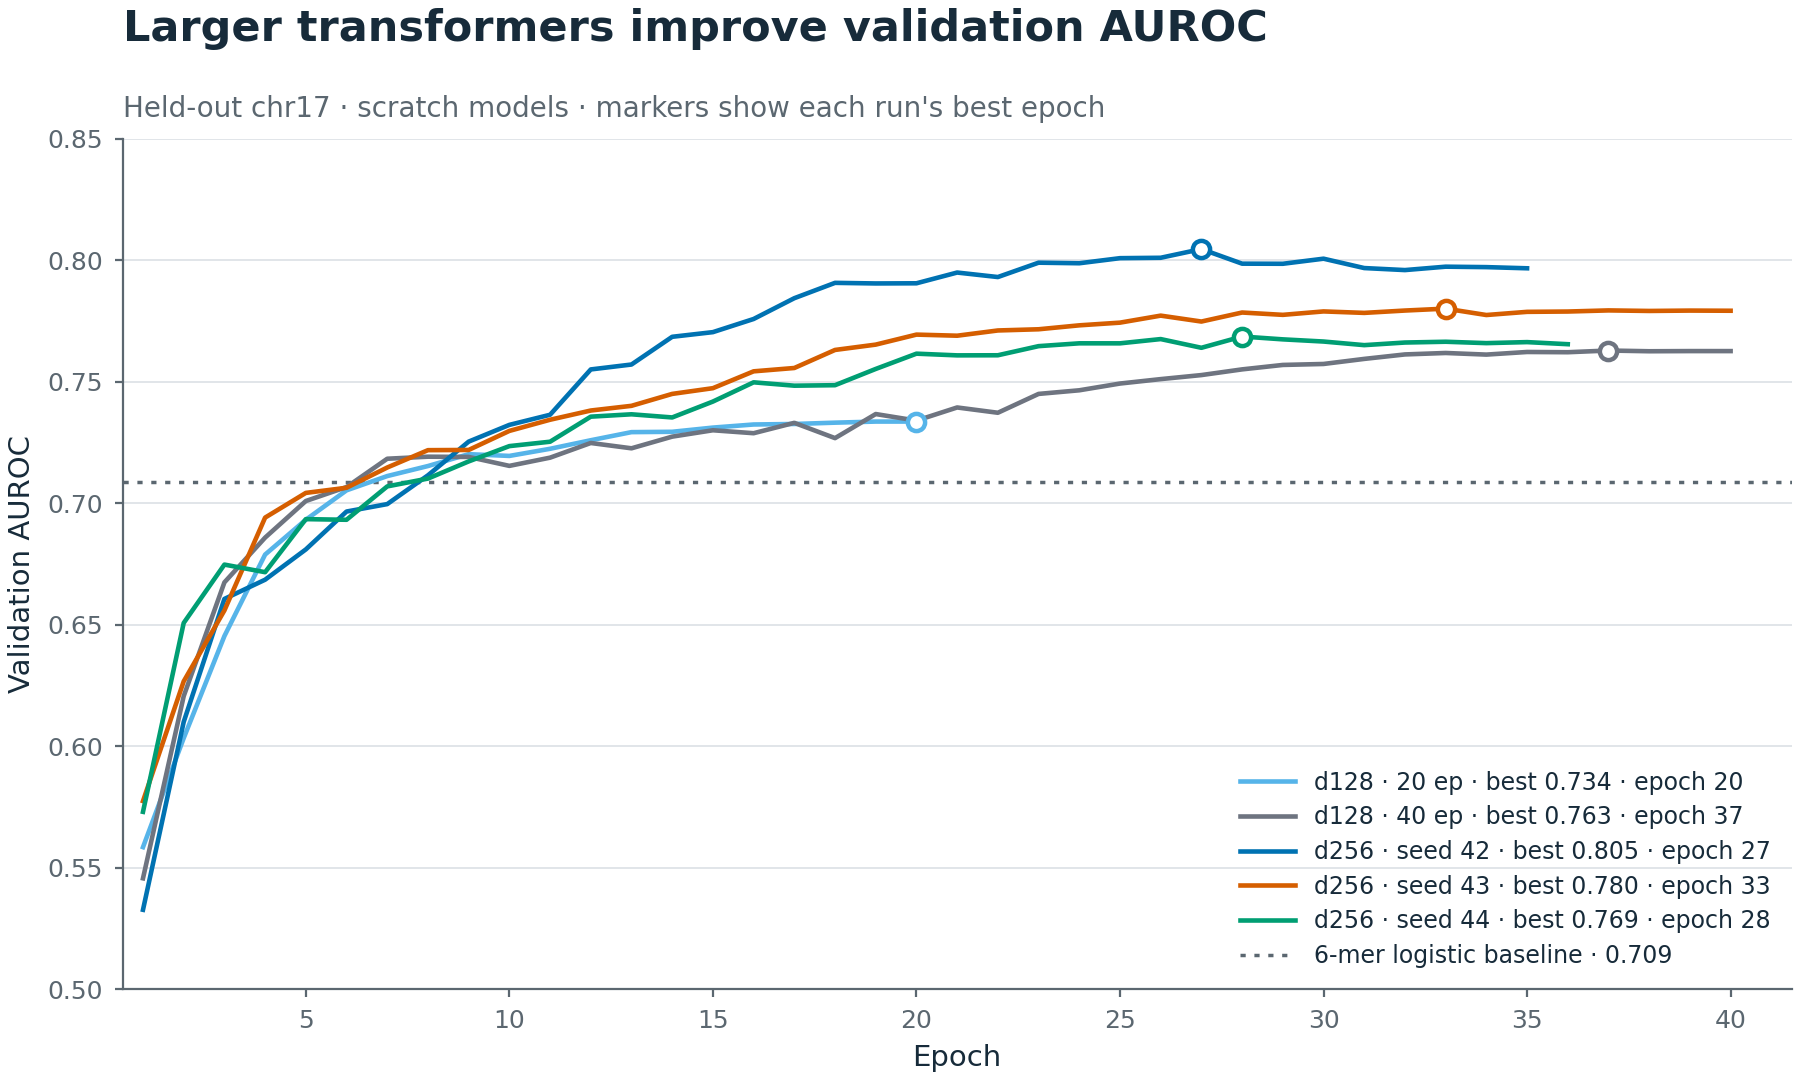 Larger transformers improve validation AUROC
Held-out chr17 · scratch models · markers show each run's best epoch
Validation AUROC
0.85
0.80
0.75
0.70
0.65
0.60
0.55
0.50
d128 · 20 ep · best 0.734 · epoch 20
d128 · 40 ep · best 0.763 · epoch 37
d256 · seed 42 · best 0.805 · epoch 27
d256 · seed 43 · best 0.780 · epoch 33
d256 · seed 44 · best 0.769 · epoch 28
6-mer logistic baseline · 0.709
5 10 15 20 25 30 35 40
Epoch